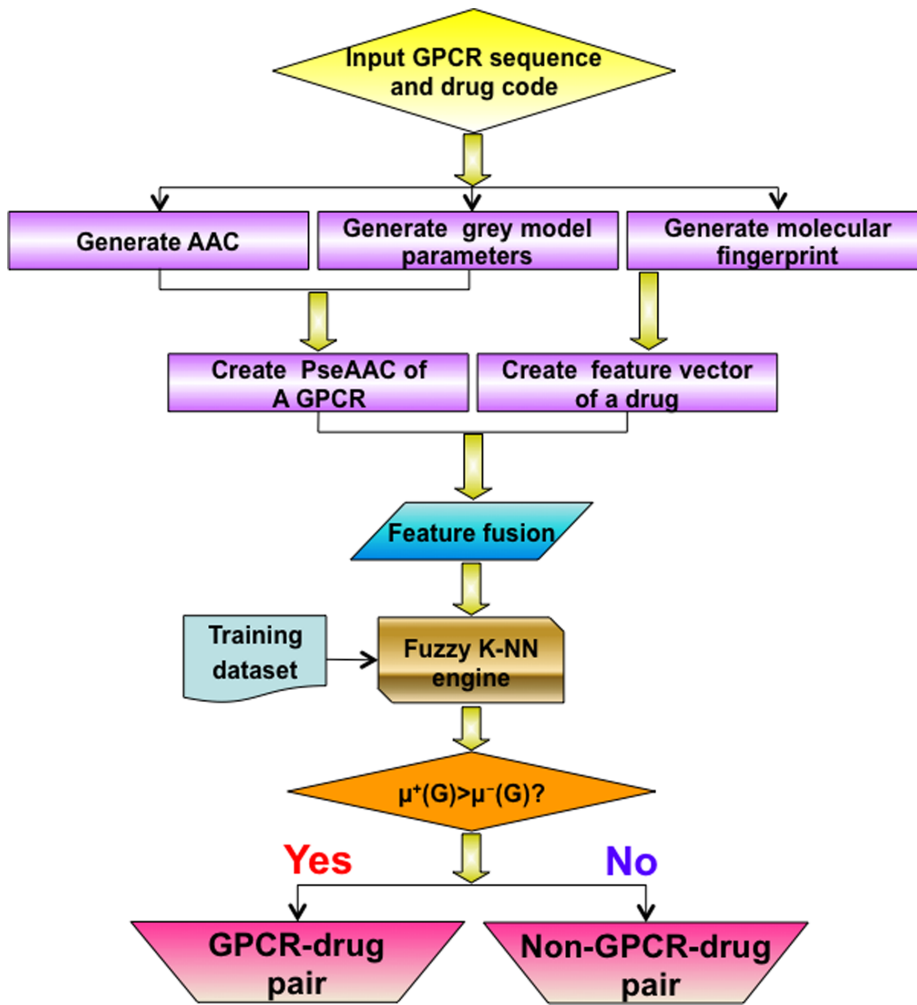 Input GPCR sequence
and drug code
Generate AAC
Generate grey model
parameters
Generate molecular
fingerprint
Create PseAAC of
A GPCR
Create feature vector
of a drug
Feature fusion
Training
dataset
Fuzzy K-NN
engine
μ⁺(G)>μ⁻(G)?
Yes
No
GPCR-drug
pair
Non-GPCR-drug
pair